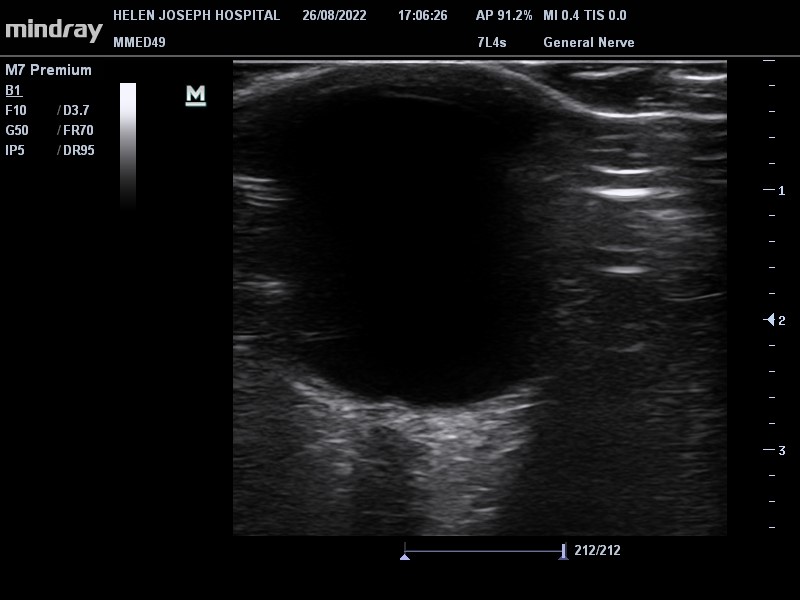 mindray HELEN JOSEPH HOSPITAL 26/08/2022 17:06:26 AP 91.2% MI 0.4 TIS 0.0
MMED49 7L4s General Nerve
M7 Premium
B1
F10 / D3.7
G50 / FR70
IP5 / DR95
M
1
2
3
212/212